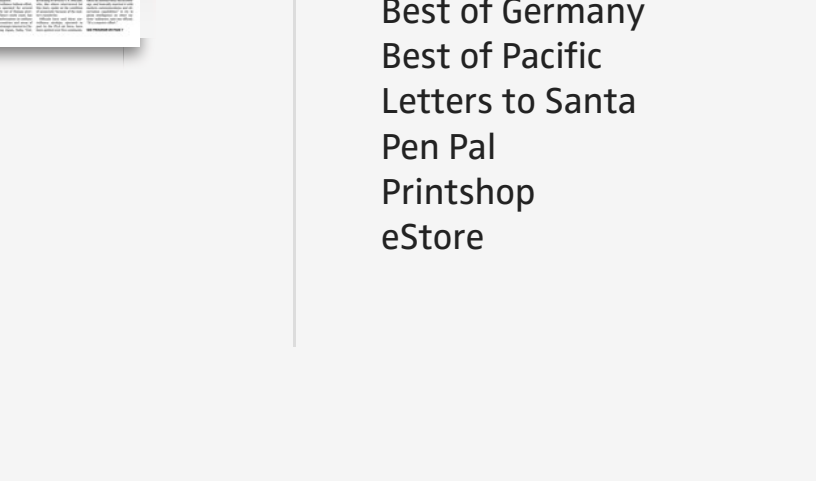 Best of Germany
Best of Pacific
Letters to Santa
Pen Pal
Printshop
eStore